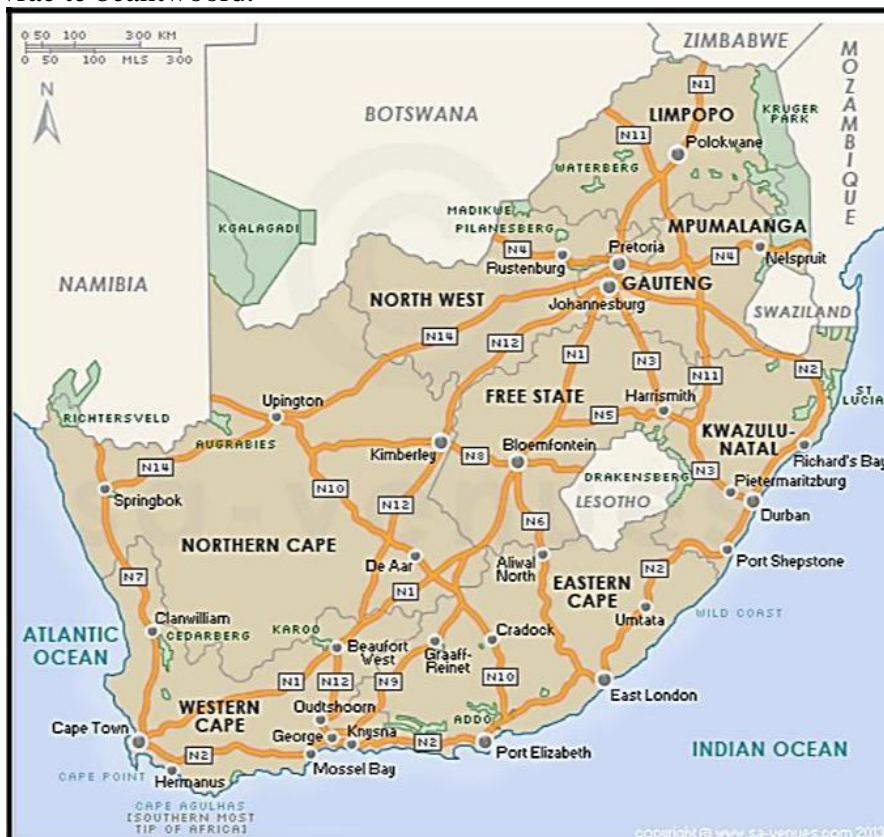 0 50 100 300 KM
0 50 100 MLS 300
N
ZIMBABWE
MOZAMBIQUE
BOTSWANA
NAMIBIA
N1
LIMPOPO
KRUGER
PARK
N11
Polokwane
WATERBERG
KGALAGADI
MADIKWE
PILANESBERG
MPUMALANGA
N4
Pretoria
N4
Nelspruit
Rustenburg
GAUTENG
NORTH WEST
Johannesburg
SWAZILAND
N14
N12
N1
N3
N11
N2
ST
LUCIA
Upington
FREE STATE
Harrismith
RICHTERSVELD
AUGRABIES
N5
KWAZULU-
NATAL
Kimberley
N8
Bloemfontein
Richard's Bay
N14
DRAKENSBERG
N3
Springbok
N10
N12
LESOTHO
Pietermaritzburg
Durban
sa-venues
N6
NORTHERN CAPE
De Aar
Aliwal
North
Port Shepstone
N7
N1
EASTERN
CAPE
N2
Umtata
WILD COAST
Clanwilliam
CEDARBERG
KAROO
ATLANTIC
OCEAN
Beaufort
West
Graaff-
Reinet
Cradock
N1
N12
N9
N10
East London
WESTERN
CAPE
Oudtshoorn
ADDO
Cape Town
George
Knysna
N2
N2
Port Elizabeth
INDIAN OCEAN
CAPE POINT
Hermanus
Mossel Bay
CAPE AGULHAS
[SOUTHERN MOST
TIP OF AFRICA]